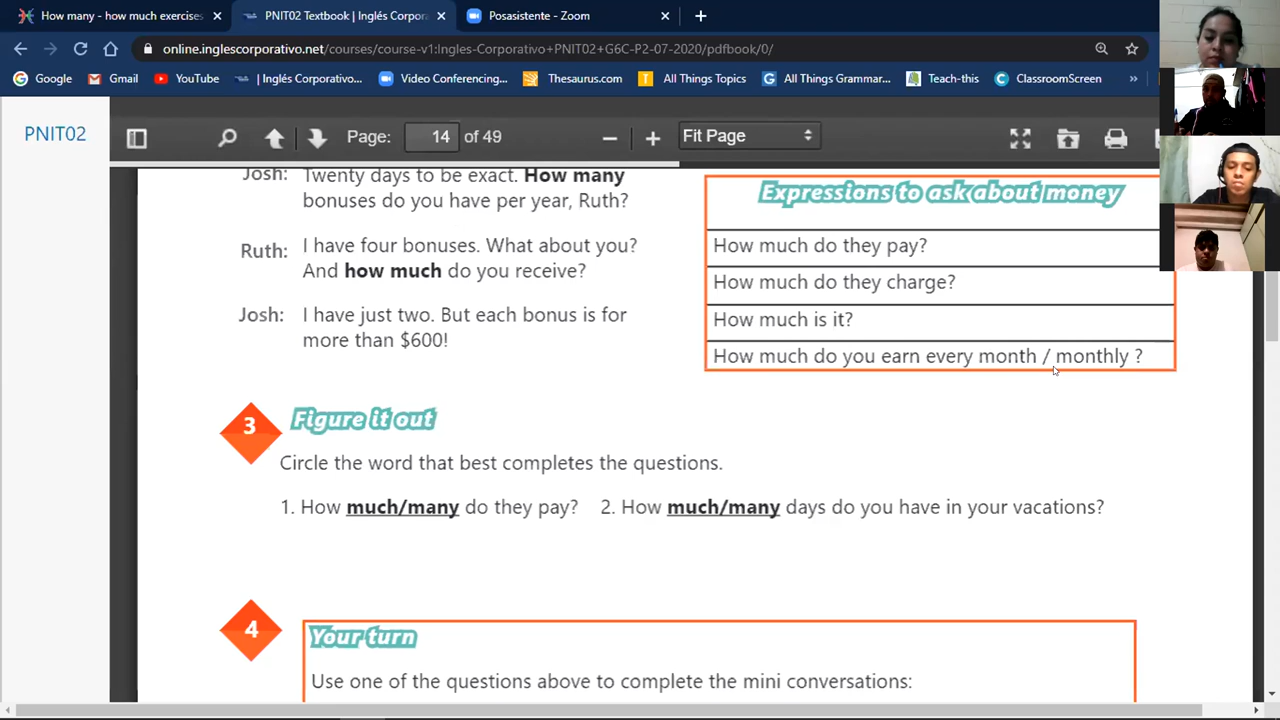 How many - how much exercises
PNIT02 Textbook | Inglés Corpora
Posasistente - Zoom
online.inglescorporativo.net/courses/course-v1:Ingles-Corporativo+PNIT02+G6C-P2-07-2020/pdfbook/0/
Google
Gmail
YouTube
| Inglés Corporativo...
Video Conferencing...
Thesaurus.com
All Things Topics
All Things Grammar...
Teach-this
ClassroomScreen
»
PNIT02
Page:
14
of 49
Fit Page
Josh: Twenty days to be exact. How many
bonuses do you have per year, Ruth?
Ruth: I have four bonuses. What about you?
And how much do you receive?
Josh: I have just two. But each bonus is for
more than $600!
Expressions to ask about money
How much do they pay?
How much do they charge?
How much is it?
How much do you earn every month / monthly ?
3 Figure it out
Circle the word that best completes the questions.
1. How much/many do they pay? 2. How much/many days do you have in your vacations?
4 Your turn
Use one of the questions above to complete the mini conversations: